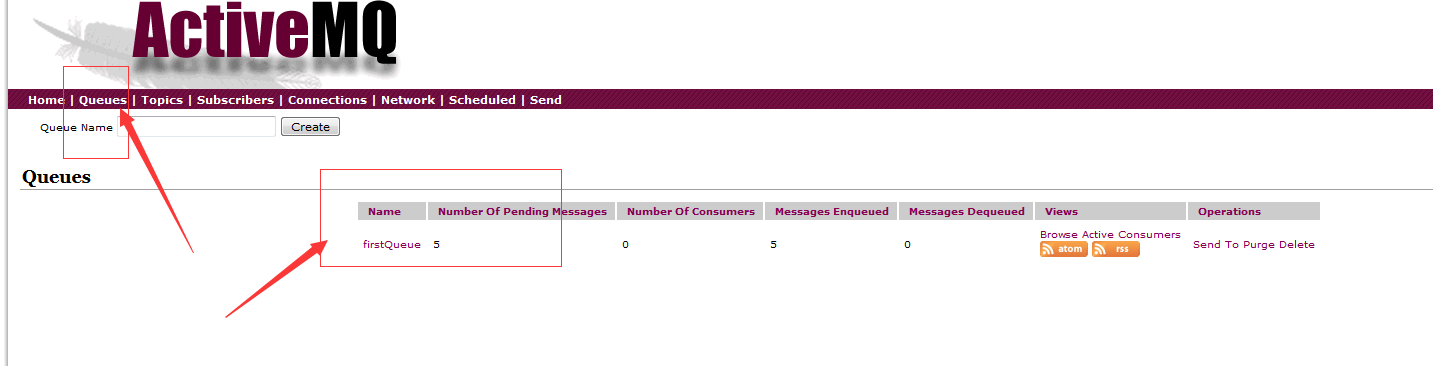 ActiveMQ
Home | Queues | Topics | Subscribers | Connections | Network | Scheduled | Send
Queue Name Create
Queues
Name Number Of Pending Messages Number Of Consumers Messages Enqueued Messages Dequeued Views Operations
firstQueue 5 0 5 0 Browse Active Consumers Send To Purge Delete
atom rss